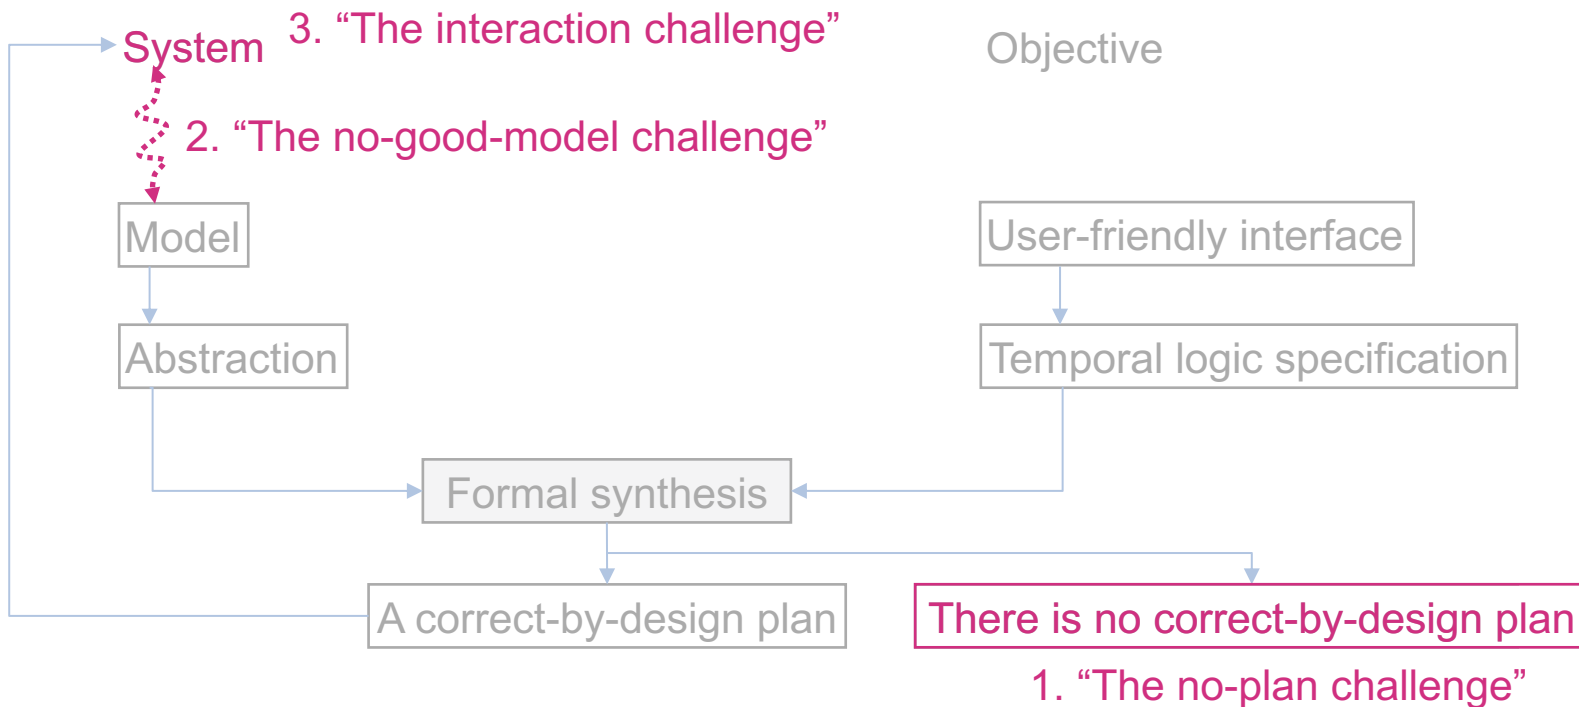 System
3. “The interaction challenge”
Objective
2. “The no-good-model challenge”
Model
User-friendly interface
Abstraction
Temporal logic specification
Formal synthesis
A correct-by-design plan
There is no correct-by-design plan
1. “The no-plan challenge”